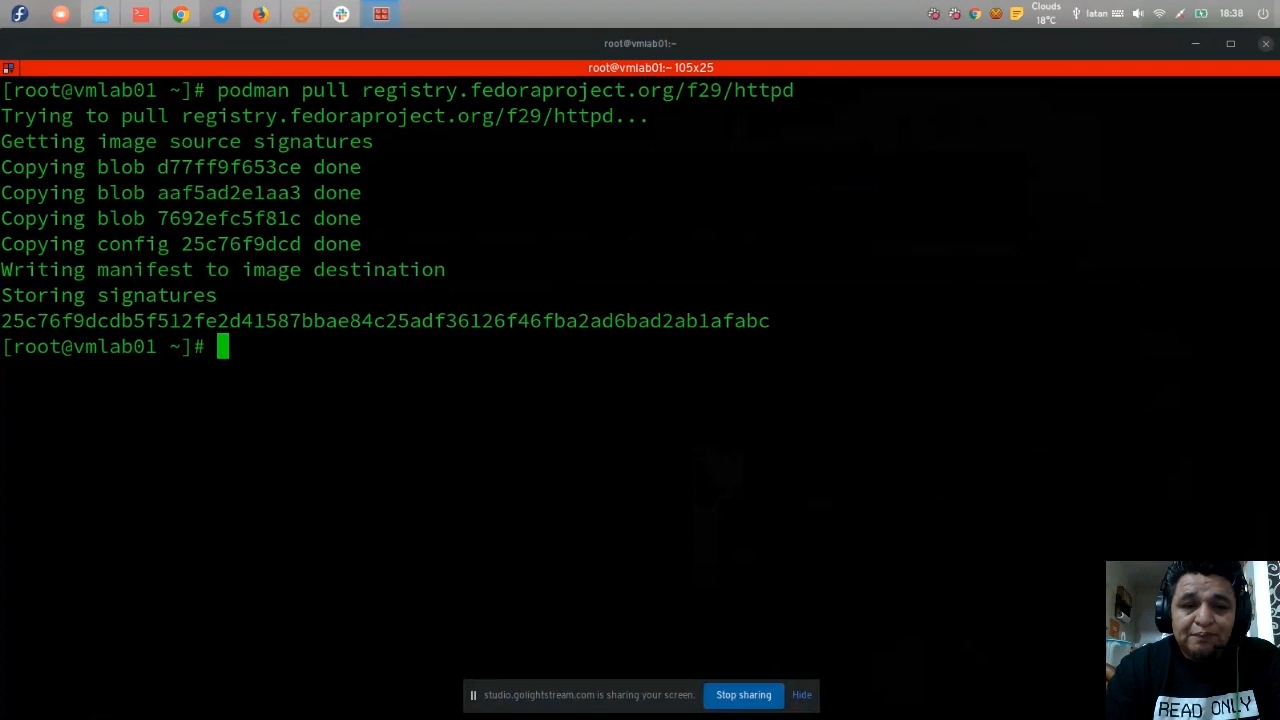 Clouds
18°C
latan
18:38
root@vmlab01:~
root@vmlab01:~ 105x25
[root@vmlab01 ~]# podman pull registry.fedoraproject.org/f29/httpd
Trying to pull registry.fedoraproject.org/f29/httpd...
Getting image source signatures
Copying blob d77ff9f653ce done
Copying blob aaf5ad2e1aa3 done
Copying blob 7692efc5f81c done
Copying config 25c76f9dcd done
Writing manifest to image destination
Storing signatures
25c76f9dcdb5f512fe2d41587bbae84c25adf36126f46fba2ad6bad2ab1afabc
[root@vmlab01 ~]#
studio.golightstream.com is sharing your screen.
Stop sharing
Hide
READ ONLY